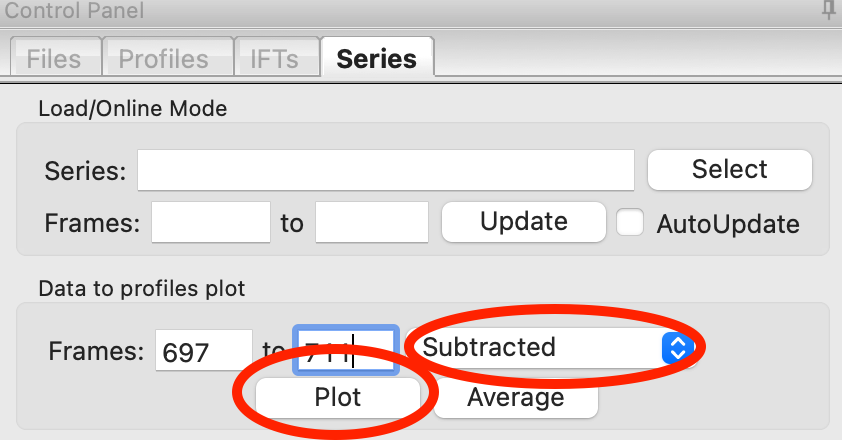 Control Panel
Files Profiles IFTs Series
Load/Online Mode
Series: Select
Frames: to Update AutoUpdate
Data to profiles plot
Frames: 697 to 711 Subtracted
Plot Average